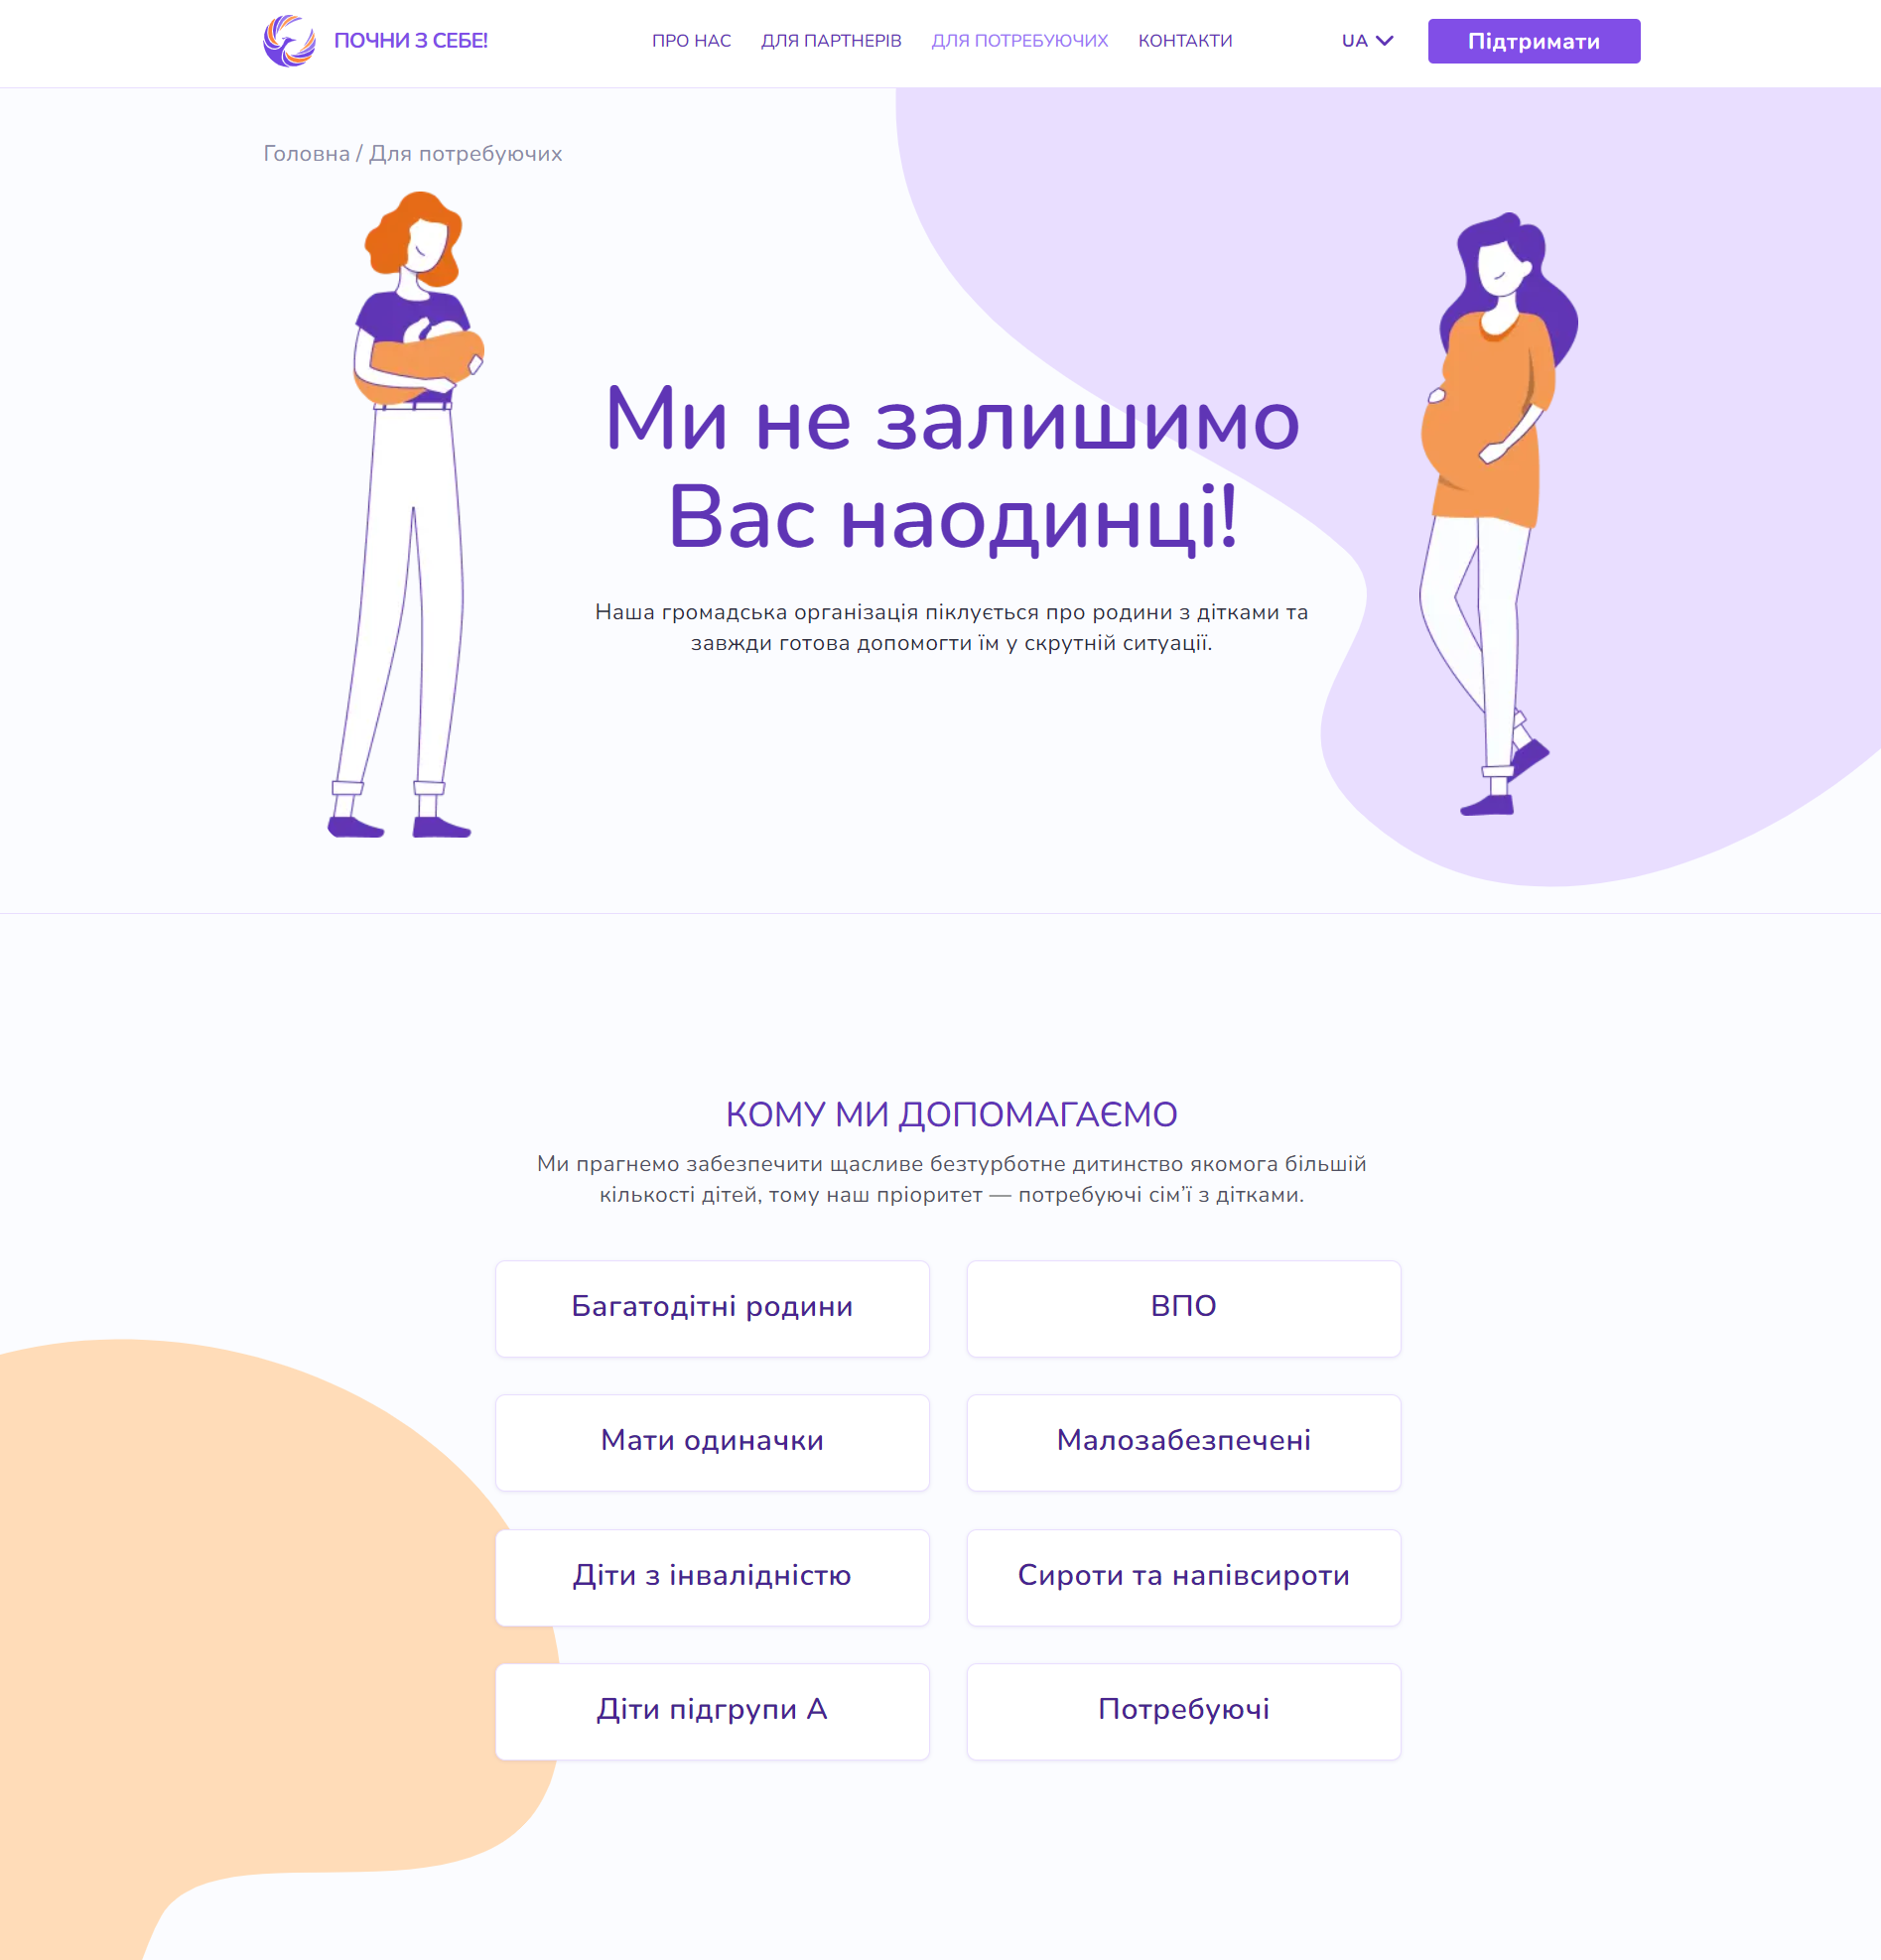 ПОЧНИ З СЕБЕ!
ПРО НАС
ДЛЯ ПАРТНЕРІВ
ДЛЯ ПОТРЕБУЮЧИХ
КОНТАКТИ
UA
Підтримати
Головна / Для потребуючих
Ми не залишимо
Вас наодинці!
Наша громадська організація піклується про родини з дітками та
завжди готова допомогти їм у скрутній ситуації.
КОМУ МИ ДОПОМАГАЄМО
Ми прагнемо забезпечити щасливе безтурботне дитинство якомога більшій
кількості дітей, тому наш пріоритет — потребуючі сім’ї з дітками.
Багатодітні родини
ВПО
Мати одиначки
Малозабезпечені
Діти з інвалідністю
Сироти та напівсироти
Діти підгрупи А
Потребуючі